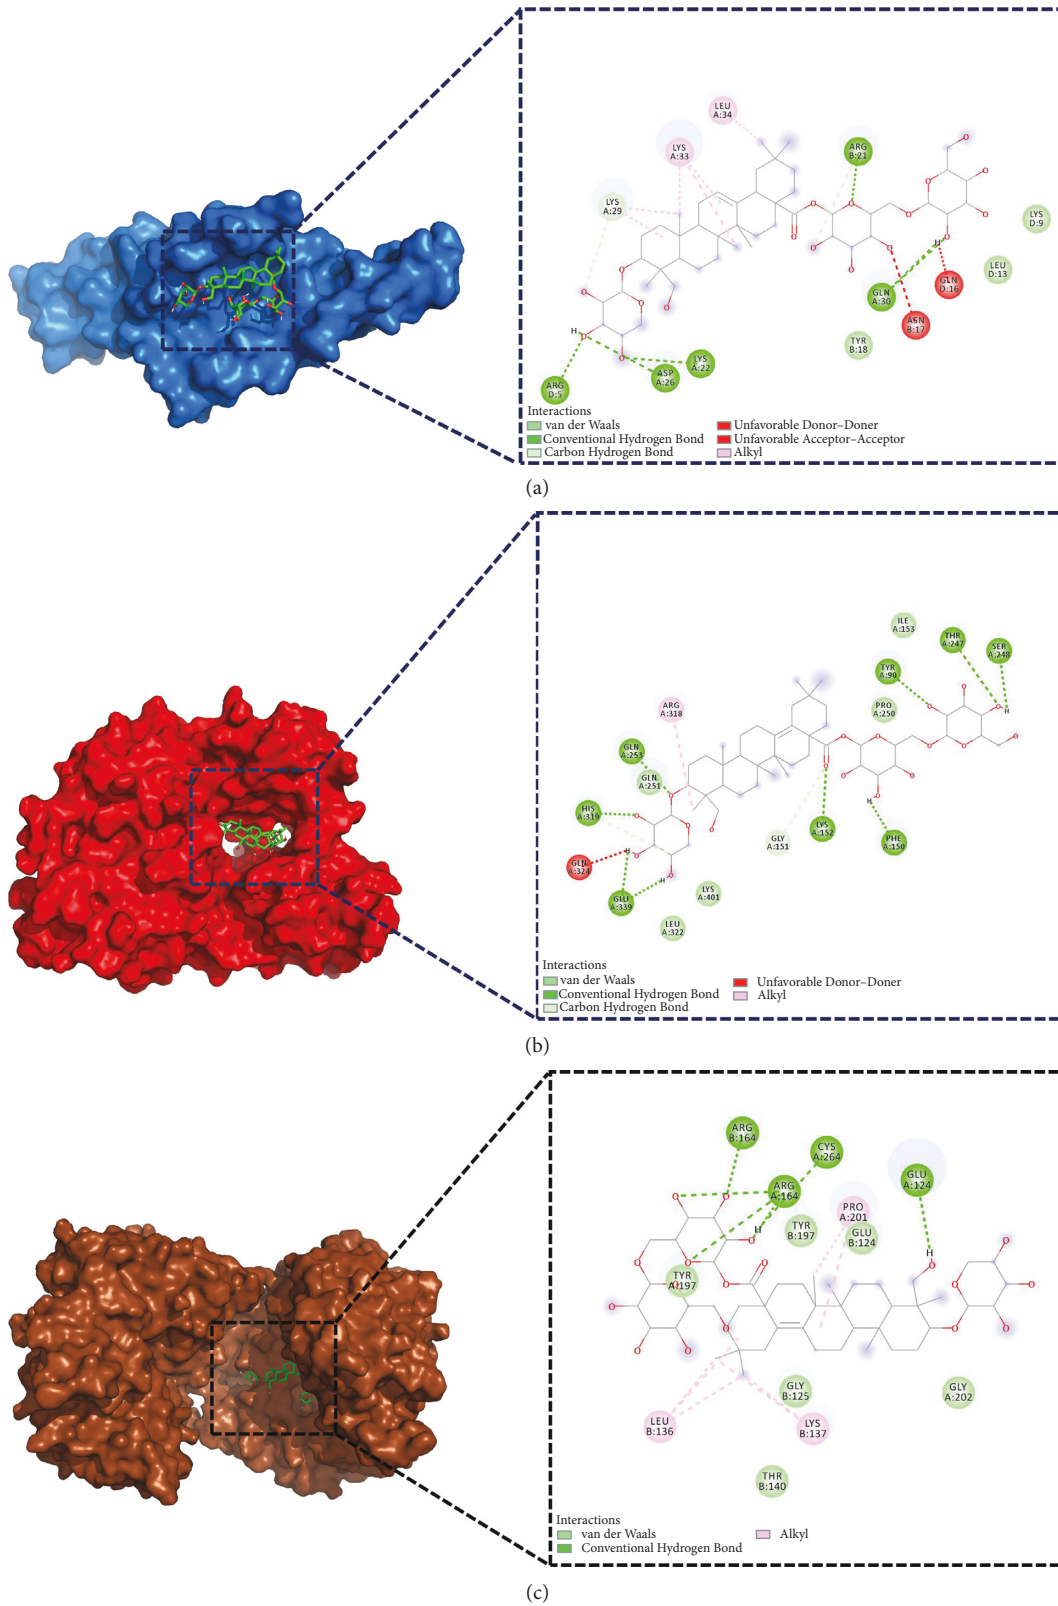 LEU
A:34
LYS
A:33
ARG
B:21
LYS
A:29
LYS
D:9
LEU
D:13
GLN
D:16
GLN
A:30
ASN
B:17
TYR
B:18
LYS
A:22
ASP
A:26
ARG
D:5
Interactions
van der Waals
Conventional Hydrogen Bond
Carbon Hydrogen Bond
Unfavorable Donor–Doner
Unfavorable Acceptor–Acceptor
Alkyl
(a)
ILE
A:153
THR
A:247
SER
A:248
TYR
A:90
PRO
A:250
ARG
A:318
GLN
A:253
GLN
A:251
HIS
A:319
GLN
A:324
GLU
A:339
LYS
A:401
LEU
A:322
GLY
A:151
LYS
A:152
PHE
A:150
Interactions
van der Waals
Conventional Hydrogen Bond
Carbon Hydrogen Bond
Unfavorable Donor–Doner
Alkyl
(b)
ARG
B:164
CYS
A:264
ARG
A:164
GLU
A:124
PRO
A:201
TYR
B:197
GLU
B:124
TYR
A:197
GLY
B:125
GLY
A:202
LEU
B:136
LYS
B:137
THR
B:140
Interactions
van der Waals
Conventional Hydrogen Bond
Alkyl
(c)